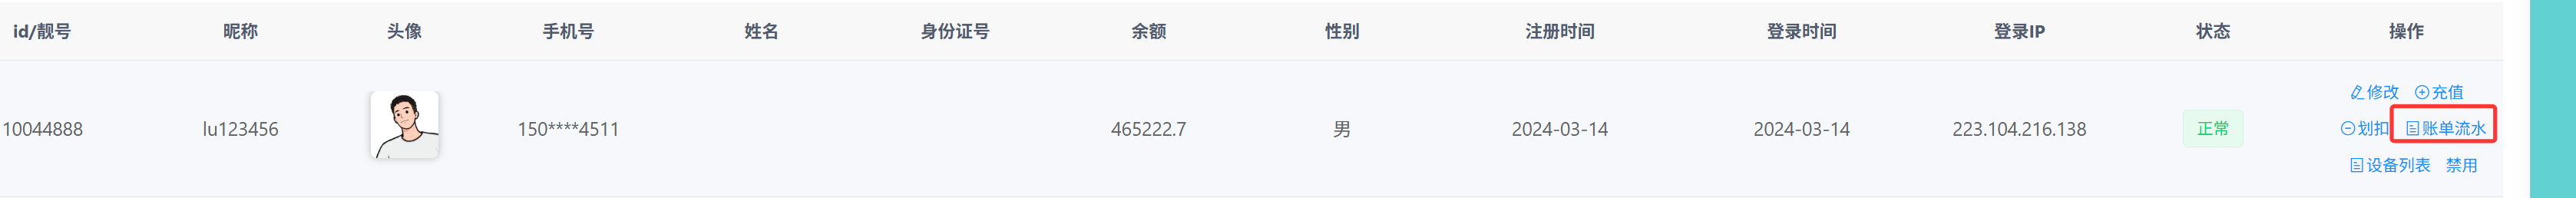 id/靓号 昵称 头像 手机号 姓名 身份证号 余额 性别 注册时间 登录时间 登录IP 状态 操作
修改 充值
10044888 lu123456 150****4511 465222.7 男 2024-03-14 2024-03-14 223.104.216.138 正常 划扣 账单流水
设备列表 禁用